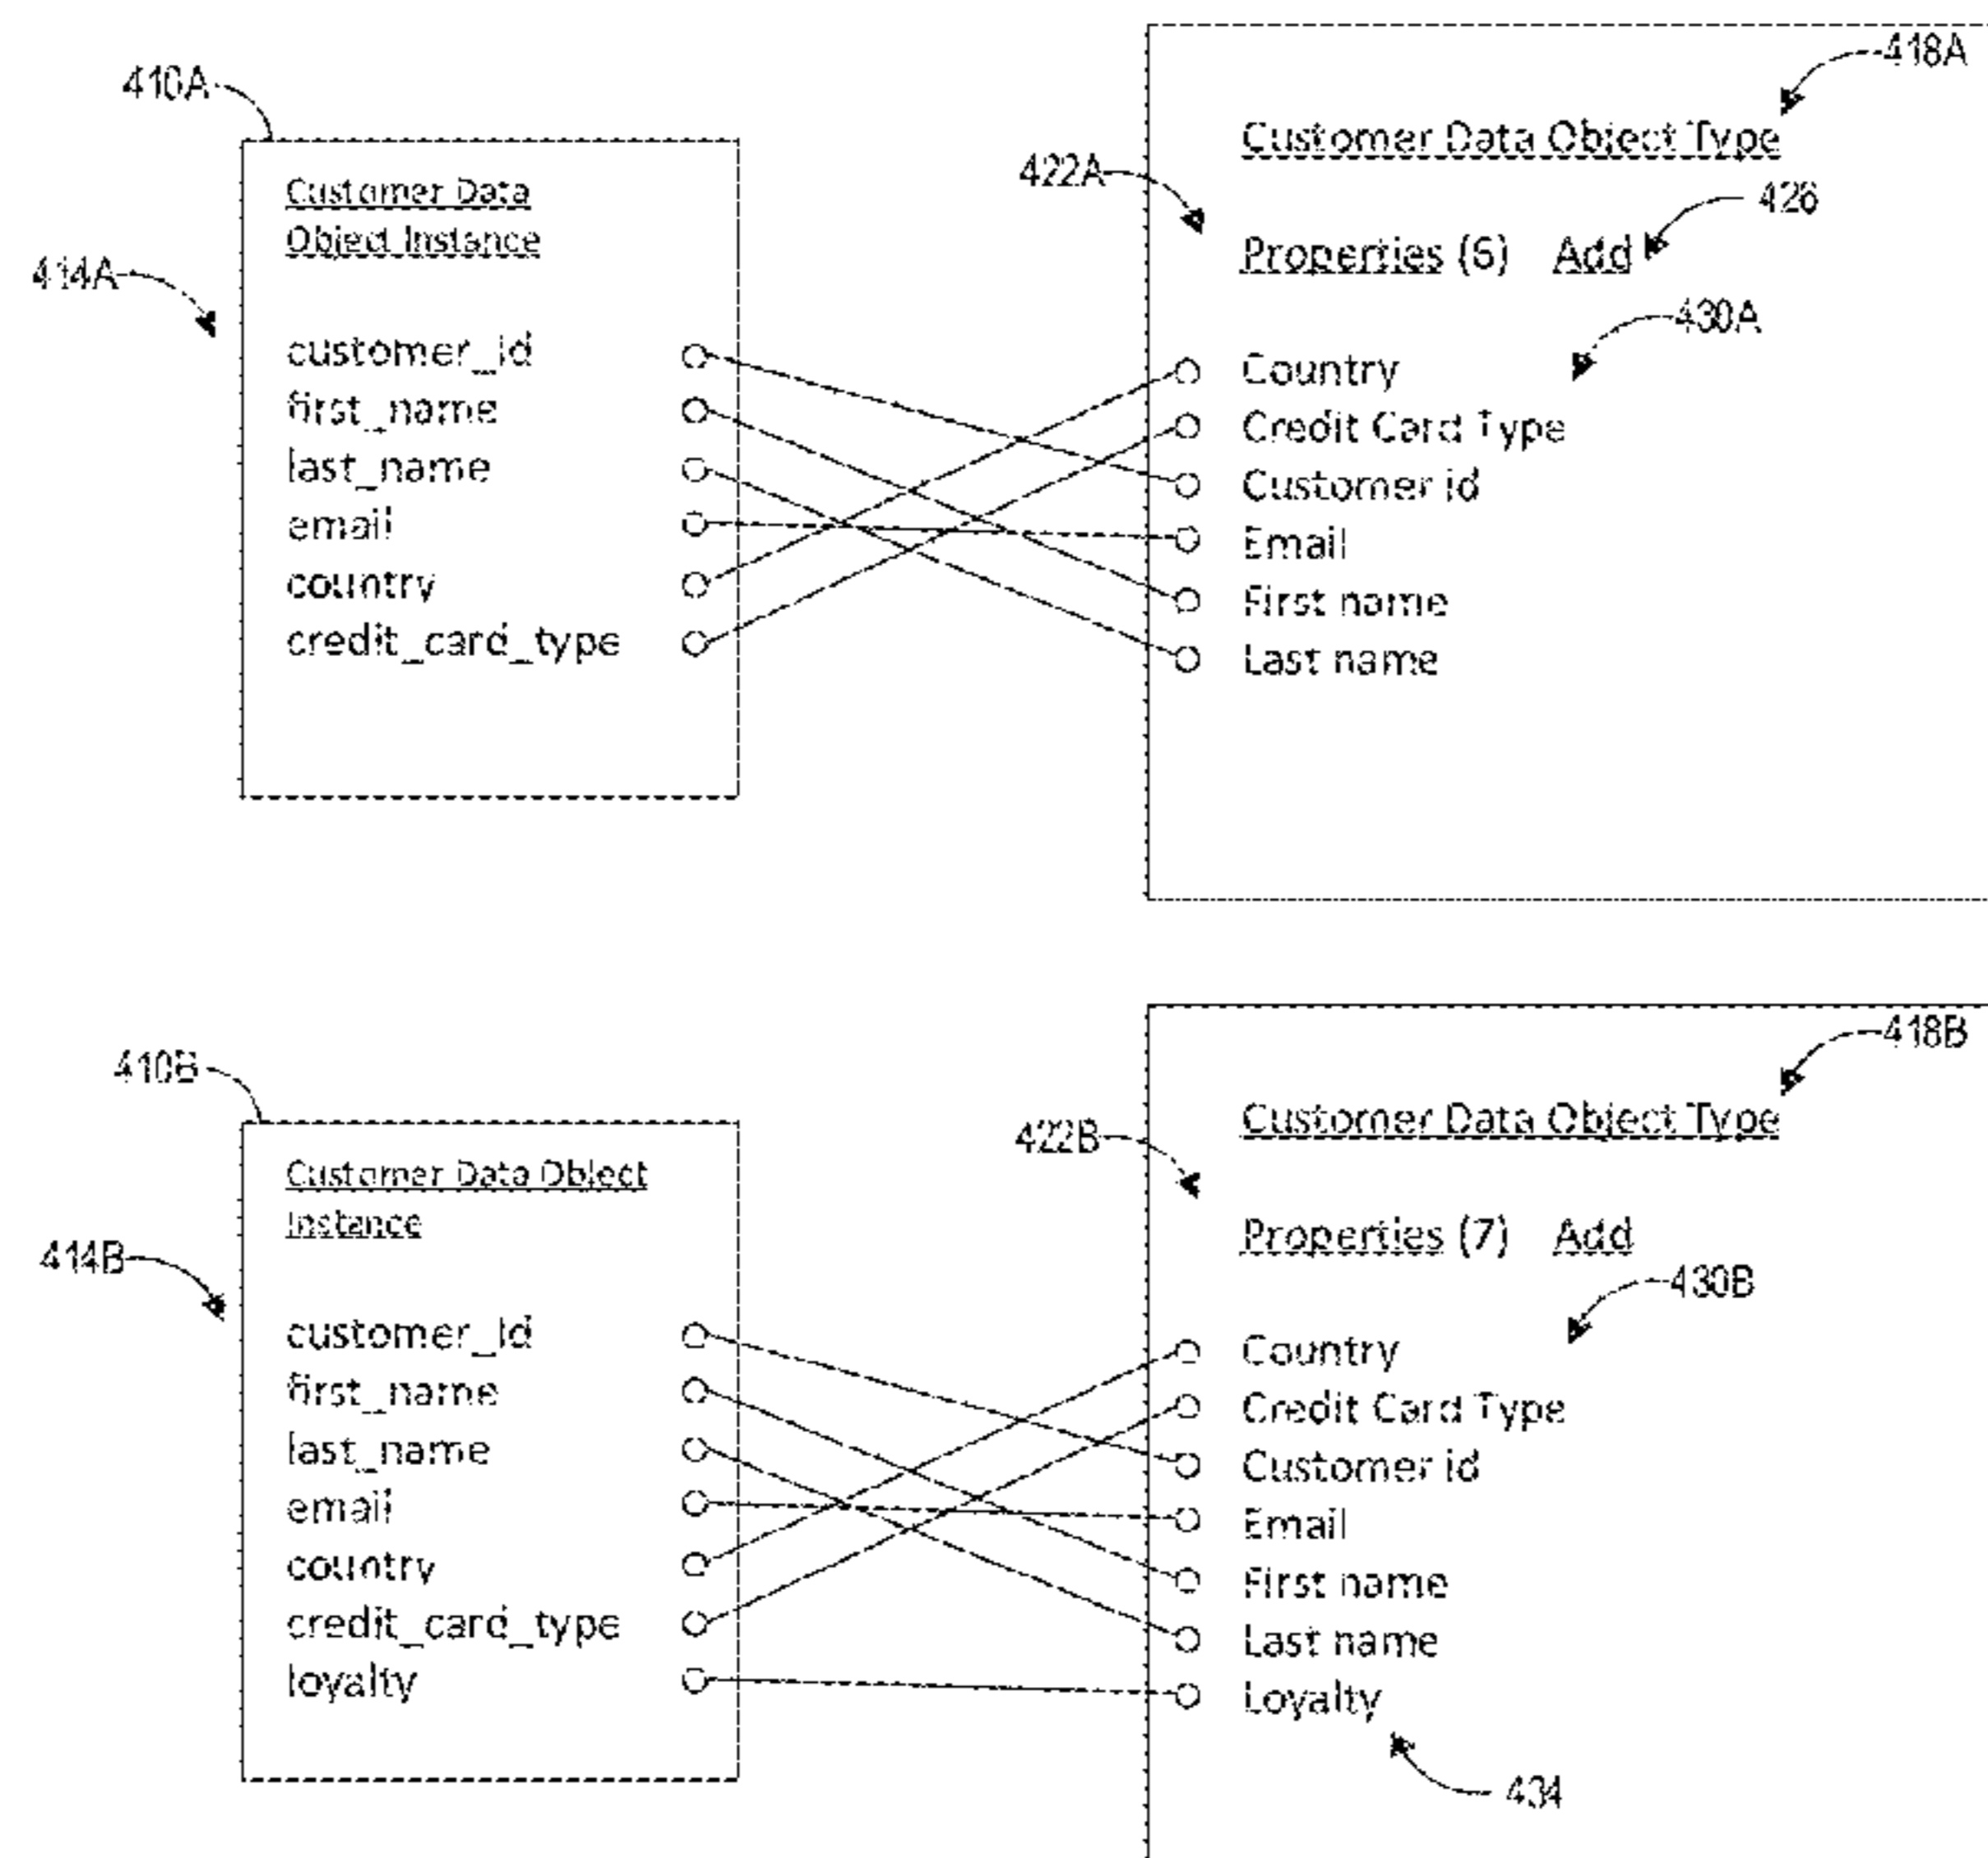 410A
Customer Data
Object Instance
414A
customer_id
first_name
last_name
email
country
credit_card_type
418A
Customer Data Object Type
422A
426
Properties (6) Add
430A
Country
Credit Card Type
Customer id
Email
First name
Last name
410B
Customer Data Object
Instance
414B
customer_id
first_name
last_name
email
country
credit_card_type
loyalty
418B
Customer Data Object Type
422B
Properties (7) Add
430B
Country
Credit Card Type
Customer id
Email
First name
Last name
Loyalty
434